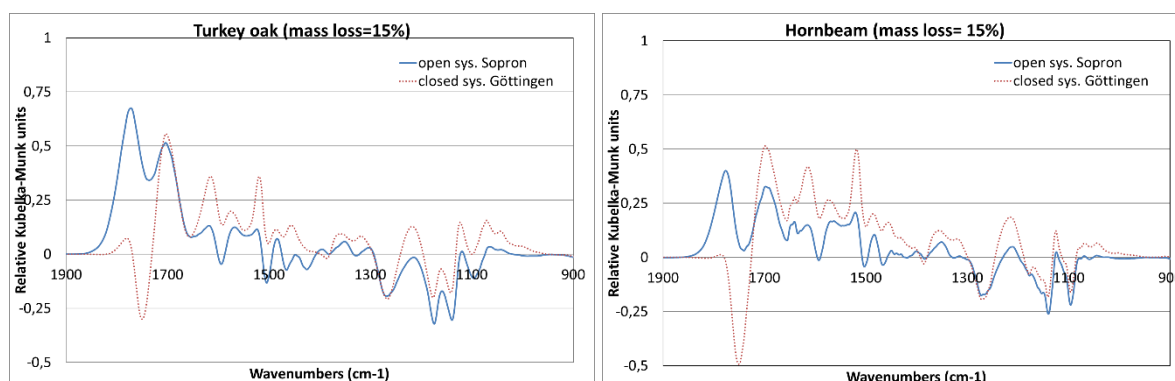 Turkey oak (mass loss=15%)
1
0,75
0,5
0,25
0
-0,25
-0,5
Relative Kubelka-Munk units
open sys. Sopron
closed sys. Göttingen
1900
1700
1500
1300
1100
900
Wavenumbers (cm-1)
Hornbeam (mass loss= 15%)
1
0,75
0,5
0,25
0
-0,25
-0,5
Relative Kubelka-Munk units
open sys. Sopron
closed sys. Göttingen
1900
1700
1500
1300
1100
900
Wavenumbers (cm-1)